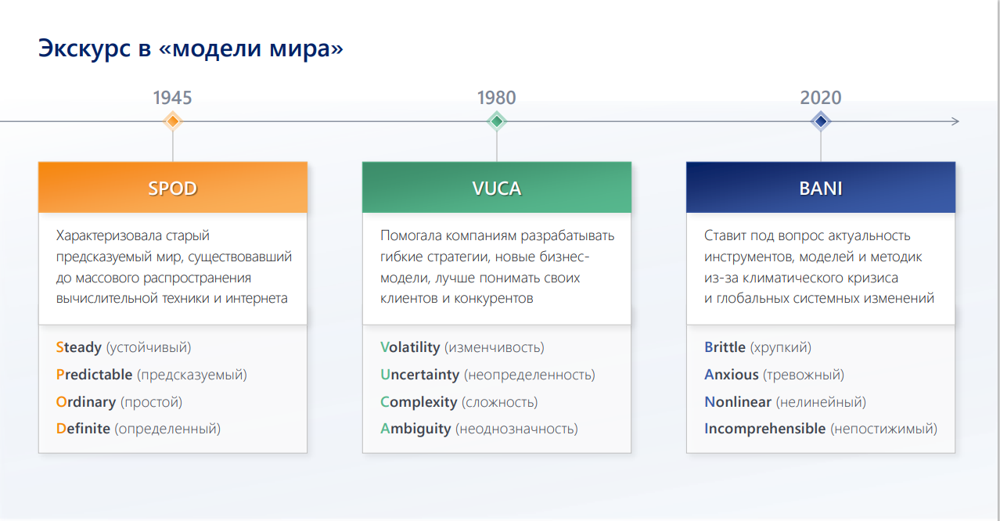 Экскурс в «модели мира»
1945
1980
2020
SPOD
Характеризовала старый
предсказуемый мир, существовавший
до массового распространения
вычислительной техники и интернета
Steady (устойчивый)
Predictable (предсказуемый)
Ordinary (простой)
Definite (определенный)
VUCA
Помогала компаниям разрабатывать
гибкие стратегии, новые бизнес-
модели, лучше понимать своих
клиентов и конкурентов
Volatility (изменчивость)
Uncertainty (неопределенность)
Complexity (сложность)
Ambiguity (неоднозначность)
BANI
Ставит под вопрос актуальность
инструментов, моделей и методик
из-за климатического кризиса
и глобальных системных изменений
Brittle (хрупкий)
Anxious (тревожный)
Nonlinear (нелинейный)
Incomprehensible (непостижимый)